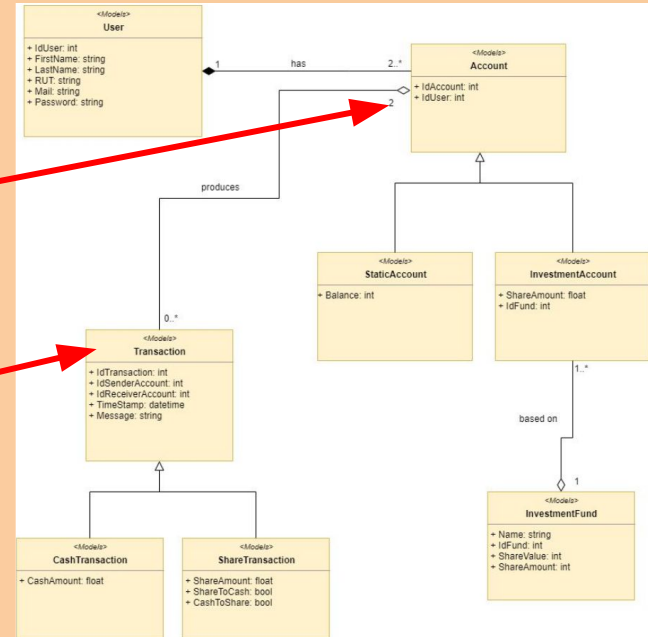 <Models>
User
+ IdUser: int
+ FirstName: string
+ LastName: string
+ RUT: string
+ Mail: string
+ Password: string
1
has
2..*
<Models>
Account
+ IdAccount: int
+ IdUser: int
2
produces
0..*
<Models>
StaticAccount
+ Balance: int
<Models>
InvestmentAccount
+ ShareAmount: float
+ IdFund: int
<Models>
Transaction
+ IdTransaction: int
+ IdSenderAccount: int
+ IdReceiverAccount: int
+ TimeStamp: datetime
+ Message: string
1..*
based on
1
<Models>
InvestmentFund
+ Name: string
+ IdFund: int
+ ShareValue: int
+ ShareAmount: int
<Models>
CashTransaction
+ CashAmount: float
<Models>
ShareTransaction
+ ShareAmount: float
+ ShareToCash: bool
+ CashToShare: bool